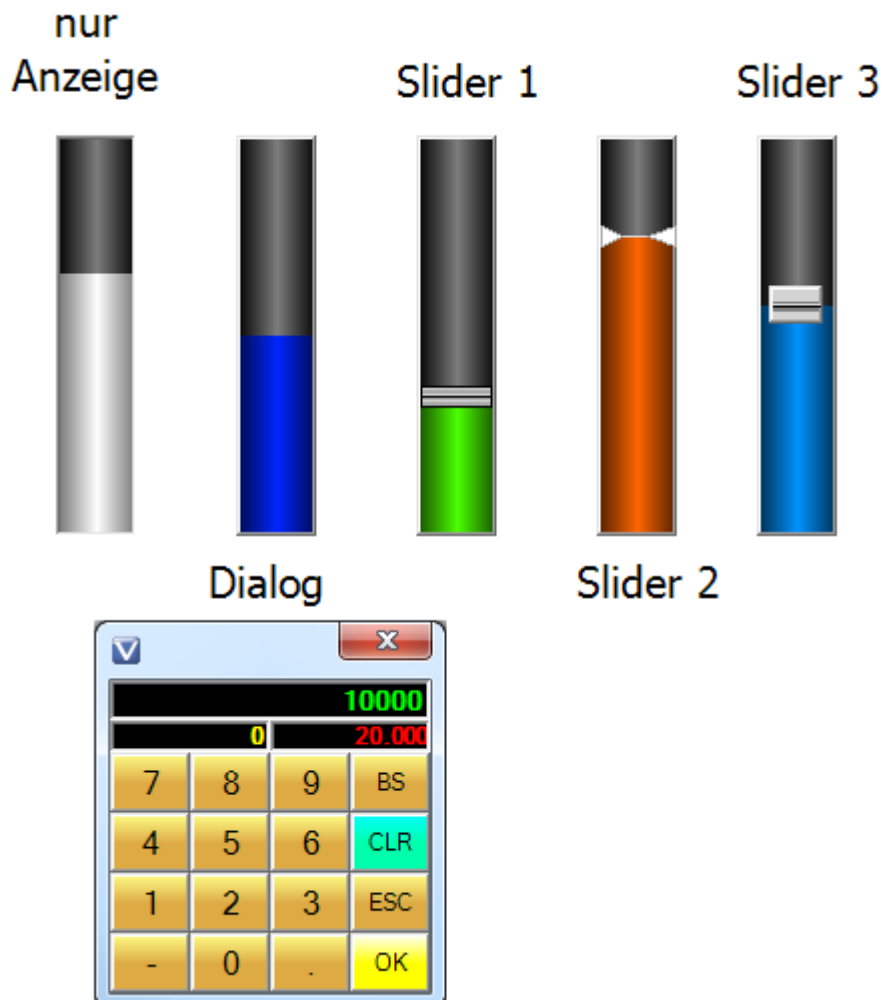 nur
Anzeige
Slider 1
Slider 3
Dialog
Slider 2
V
10000
0
20.000
7 8 9 BS
4 5 6 CLR
1 2 3 ESC
- 0 . OK